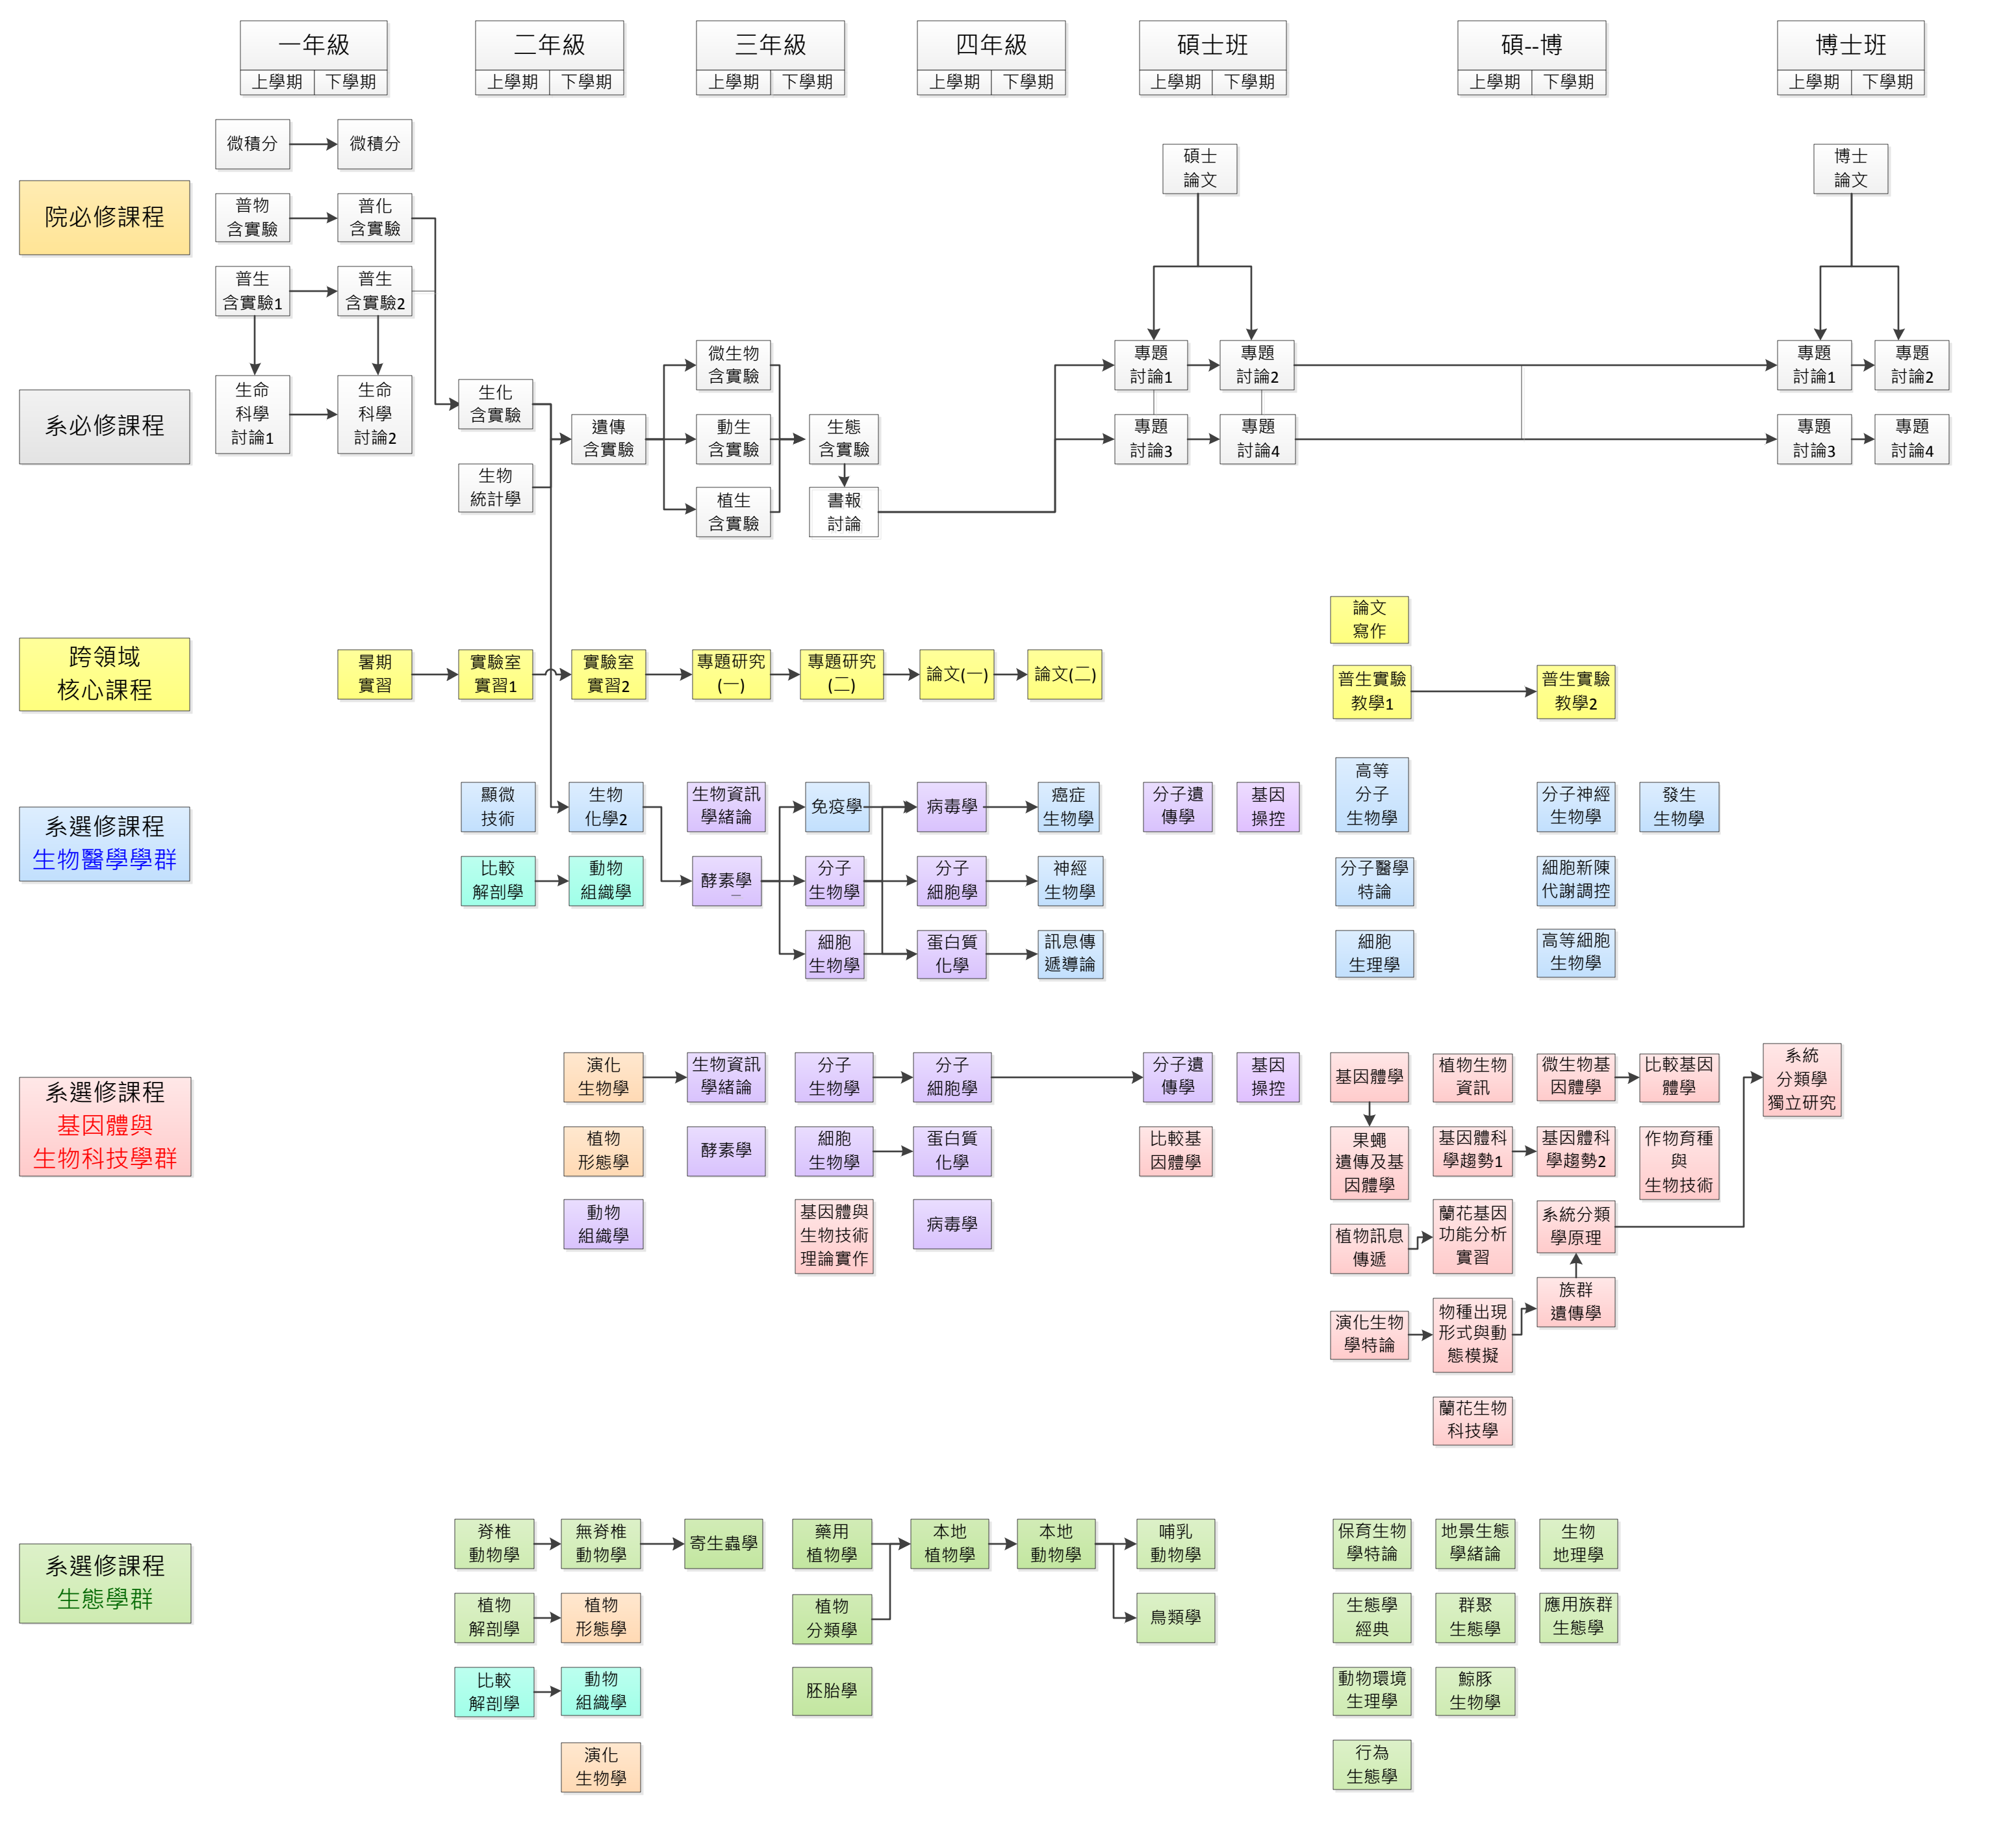 一年級
上學期
下學期
二年級
上學期
下學期
三年級
上學期
下學期
四年級
上學期
下學期
碩士班
上學期
下學期
碩--博
上學期
下學期
博士班
上學期
下學期
院必修課程
微積分
微積分
普物
含實驗
普化
含實驗
普生
含實驗1
普生
含實驗2
碩士
論文
博士
論文
系必修課程
生命
科學
討論1
生命
科學
討論2
生化
含實驗
生物
統計學
遺傳
含實驗
微生物
含實驗
動生
含實驗
植生
含實驗
生態
含實驗
書報
討論
專題
討論1
專題
討論2
專題
討論3
專題
討論4
專題
討論1
專題
討論2
專題
討論3
專題
討論4
跨領域
核心課程
暑期
實習
實驗室
實習1
實驗室
實習2
專題研究
(一)
專題研究
(二)
論文(一)
論文(二)
論文
寫作
普生實驗
教學1
普生實驗
教學2
系選修課程
生物醫學學群
顯微
技術
生物
化學2
生物資訊
學緒論
免疫學
病毒學
癌症
生物學
分子遺
傳學
基因
操控
高等
分子
生物學
分子神經
生物學
發生
生物學
比較
解剖學
動物
組織學
酵素學
分子
生物學
分子
細胞學
神經
生物學
分子醫學
特論
細胞新陳
代謝調控
細胞
生物學
蛋白質
化學
訊息傳
遞導論
細胞
生理學
高等細胞
生物學
系選修課程
基因體與
生物科技學群
演化
生物學
生物資訊
學緒論
分子
生物學
分子
細胞學
分子遺
傳學
基因
操控
基因體學
植物生物
資訊
微生物基
因體學
比較基因
體學
系統
分類學
獨立研究
植物
形態學
酵素學
細胞
生物學
蛋白質
化學
比較基
因體學
果蠅
遺傳及基
因體學
基因體科
學趨勢1
基因體科
學趨勢2
作物育種
與
生物技術
動物
組織學
基因體與
生物技術
理論實作
病毒學
植物訊息
傳遞
蘭花基因
功能分析
實習
系統分類
學原理
族群
遺傳學
演化生物
學特論
物種出現
形式與動
態模擬
蘭花生物
科技學
系選修課程
生態學群
脊椎
動物學
無脊椎
動物學
寄生蟲學
藥用
植物學
本地
植物學
本地
動物學
哺乳
動物學
保育生物
學特論
地景生態
學緒論
生物
地理學
植物
解剖學
植物
形態學
植物
分類學
鳥類學
生態學
經典
群聚
生態學
應用族群
生態學
比較
解剖學
動物
組織學
胚胎學
動物環境
生理學
鯨豚
生物學
演化
生物學
行為
生態學